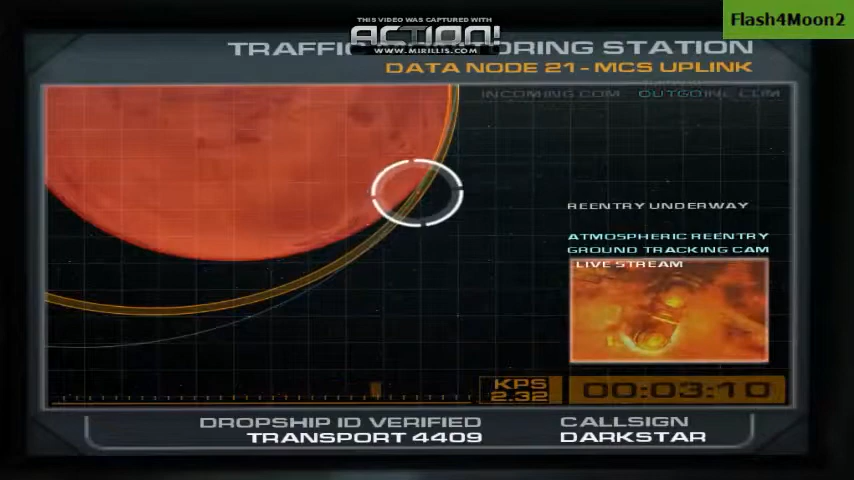 THIS VIDEO WAS CAPTURED WITH
ACTION!
WWW.MIRILLIS.COM
Flash4Moon2
TRAFFIC MONITORING STATION
DATA NODE 21 - MCS UPLINK
INCOMING COM OUTGOING COM
REENTRY UNDERWAY
ATMOSPHERIC REENTRY
GROUND TRACKING CAM
LIVE STREAM
KPS
2.32
00:03:10
DROPSHIP ID VERIFIED
TRANSPORT 4409
CALLSIGN
DARKSTAR